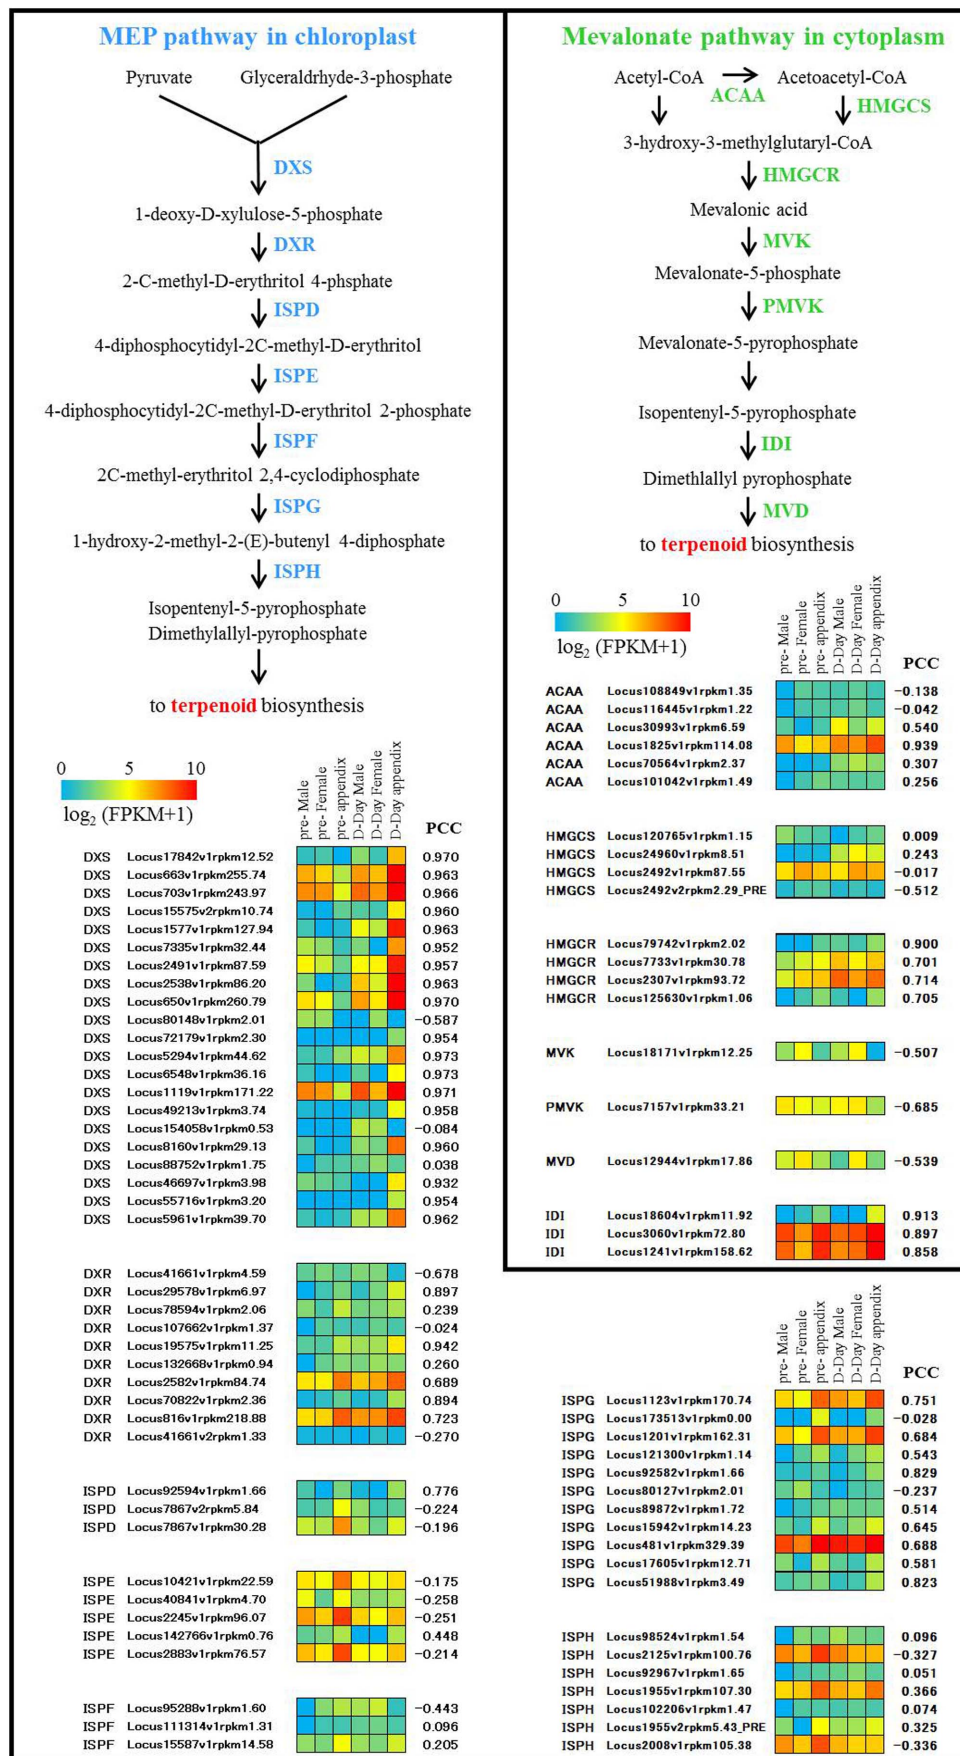 MEP pathway in chloroplast
Pyruvate Glyceraldrhyde-3-phosphate
DXS
1-deoxy-D-xylulose-5-phosphate
DXR
2-C-methyl-D-erythritol 4-phsphate
ISPD
4-diphosphocytidyl-2C-methyl-D-erythritol
ISPE
4-diphosphocytidyl-2C-methyl-D-erythritol 2-phosphate
ISPF
2C-methyl-erythritol 2,4-cyclodiphosphate
ISPG
1-hydroxy-2-methyl-2-(E)-butenyl 4-diphosphate
ISPH
Isopentenyl-5-pyrophosphate
Dimethylallyl-pyrophosphate
to terpenoid biosynthesis
0 5 10
log2 (FPKM+1)
pre- Male
pre- Female
pre- appendix
D-Day Male
D-Day Female
D-Day appendix
PCC
DXS Locus17842v1rpkm12.52 0.970
DXS Locus663v1rpkm255.74 0.963
DXS Locus703v1rpkm243.97 0.966
DXS Locus15575v2rpkm10.74 0.960
DXS Locus1577v1rpkm127.94 0.963
DXS Locus7335v1rpkm32.44 0.952
DXS Locus2491v1rpkm87.59 0.957
DXS Locus2538v1rpkm86.20 0.963
DXS Locus650v1rpkm260.79 0.970
DXS Locus80148v1rpkm2.01 −0.587
DXS Locus72179v1rpkm2.30 0.954
DXS Locus5294v1rpkm44.62 0.973
DXS Locus6548v1rpkm36.16 0.973
DXS Locus1119v1rpkm171.22 0.971
DXS Locus49213v1rpkm3.74 0.958
DXS Locus154058v1rpkm0.53 −0.084
DXS Locus8160v1rpkm29.13 0.960
DXS Locus88752v1rpkm1.75 0.038
DXS Locus46697v1rpkm3.98 0.932
DXS Locus55716v1rpkm3.20 0.954
DXS Locus5961v1rpkm39.70 0.962
DXR Locus41661v1rpkm4.59 −0.678
DXR Locus29578v1rpkm6.97 0.897
DXR Locus78594v1rpkm2.06 0.239
DXR Locus107662v1rpkm1.37 −0.024
DXR Locus19575v1rpkm11.25 0.942
DXR Locus132668v1rpkm0.94 0.260
DXR Locus2582v1rpkm84.74 0.689
DXR Locus70822v1rpkm2.36 0.894
DXR Locus816v1rpkm218.88 0.723
DXR Locus41661v2rpkm1.33 −0.270
ISPD Locus92594v1rpkm1.66 0.776
ISPD Locus7867v2rpkm5.84 −0.224
ISPD Locus7867v1rpkm30.28 −0.196
ISPE Locus10421v1rpkm22.59 −0.175
ISPE Locus40841v1rpkm4.70 −0.258
ISPE Locus2245v1rpkm96.07 −0.251
ISPE Locus142766v1rpkm0.76 0.448
ISPE Locus2883v1rpkm76.57 −0.214
ISPF Locus95288v1rpkm1.60 −0.443
ISPF Locus111314v1rpkm1.31 0.096
ISPF Locus15587v1rpkm14.58 0.205
Mevalonate pathway in cytoplasm
Acetyl-CoA Acetoacetyl-CoA
ACAA
HMGCS
3-hydroxy-3-methylglutaryl-CoA
HMGCR
Mevalonic acid
MVK
Mevalonate-5-phosphate
PMVK
Mevalonate-5-pyrophosphate
Isopentenyl-5-pyrophosphate
IDI
Dimethlallyl pyrophosphate
MVD
to terpenoid biosynthesis
0 5 10
log2 (FPKM+1)
pre- Male
pre- Female
pre- appendix
D-Day Male
D-Day Female
D-Day appendix
PCC
ACAA Locus108849v1rpkm1.35 −0.138
ACAA Locus116445v1rpkm1.22 −0.042
ACAA Locus30993v1rpkm6.59 0.540
ACAA Locus1825v1rpkm114.08 0.939
ACAA Locus70564v1rpkm2.37 0.307
ACAA Locus101042v1rpkm1.49 0.256
HMGCS Locus120765v1rpkm1.15 0.009
HMGCS Locus24960v1rpkm8.51 0.243
HMGCS Locus2492v1rpkm87.55 −0.017
HMGCS Locus2492v2rpkm2.29_PRE −0.512
HMGCR Locus79742v1rpkm2.02 0.900
HMGCR Locus7733v1rpkm30.78 0.701
HMGCR Locus2307v1rpkm93.72 0.714
HMGCR Locus125630v1rpkm1.06 0.705
MVK Locus18171v1rpkm12.25 −0.507
PMVK Locus7157v1rpkm33.21 −0.685
MVD Locus12944v1rpkm17.86 −0.539
IDI Locus18604v1rpkm11.92 0.913
IDI Locus3060v1rpkm72.80 0.897
IDI Locus1241v1rpkm158.62 0.858
pre- Male
pre- Female
pre- appendix
D-Day Male
D-Day Female
D-Day appendix
PCC
ISPG Locus1123v1rpkm170.74 0.751
ISPG Locus173513v1rpkm0.00 −0.028
ISPG Locus1201v1rpkm162.31 0.684
ISPG Locus121300v1rpkm1.14 0.543
ISPG Locus92582v1rpkm1.66 0.829
ISPG Locus80127v1rpkm2.01 −0.237
ISPG Locus89872v1rpkm1.72 0.514
ISPG Locus15942v1rpkm14.23 0.645
ISPG Locus481v1rpkm329.39 0.688
ISPG Locus17605v1rpkm12.71 0.581
ISPG Locus51988v1rpkm3.49 0.823
ISPH Locus98524v1rpkm1.54 0.096
ISPH Locus2125v1rpkm100.76 −0.327
ISPH Locus92967v1rpkm1.65 0.051
ISPH Locus1955v1rpkm107.30 0.366
ISPH Locus102206v1rpkm1.47 0.074
ISPH Locus1955v2rpkm5.43_PRE 0.325
ISPH Locus2008v1rpkm105.38 −0.336